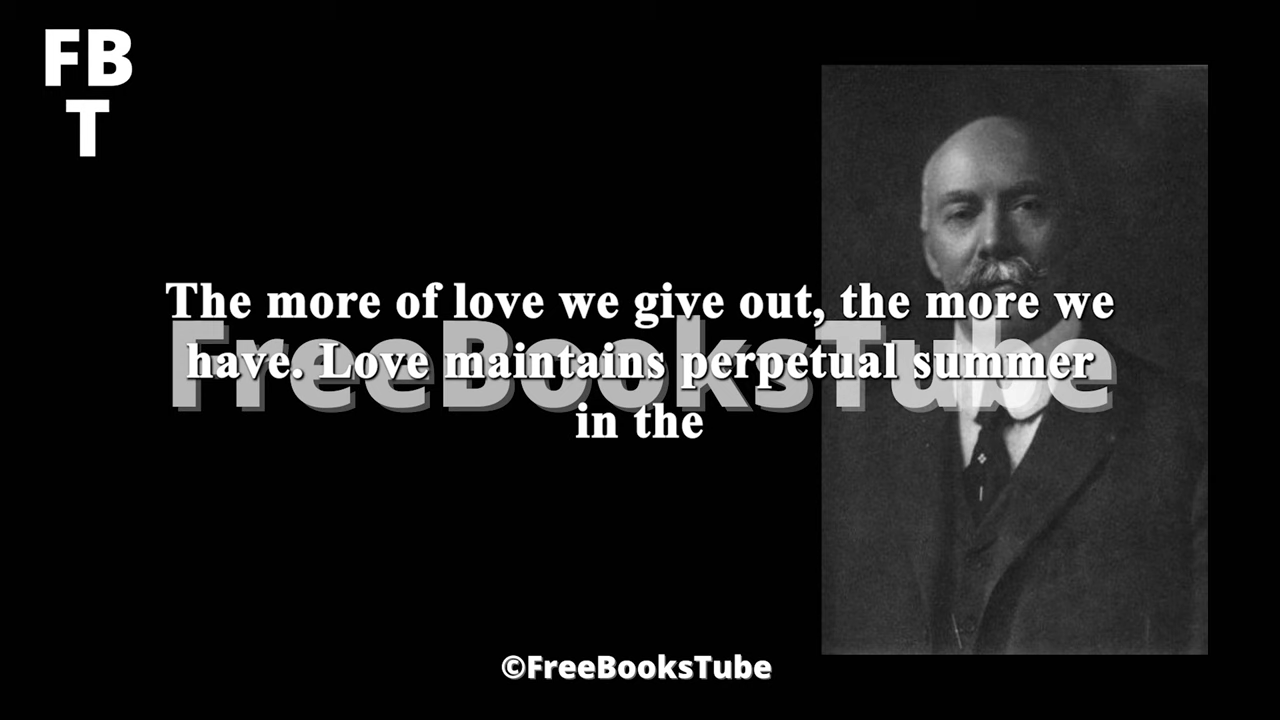 FB
T
The more of love we give out, the more we
have. Love maintains perpetual summer
in the
FreeBooksTube
©FreeBooksTube